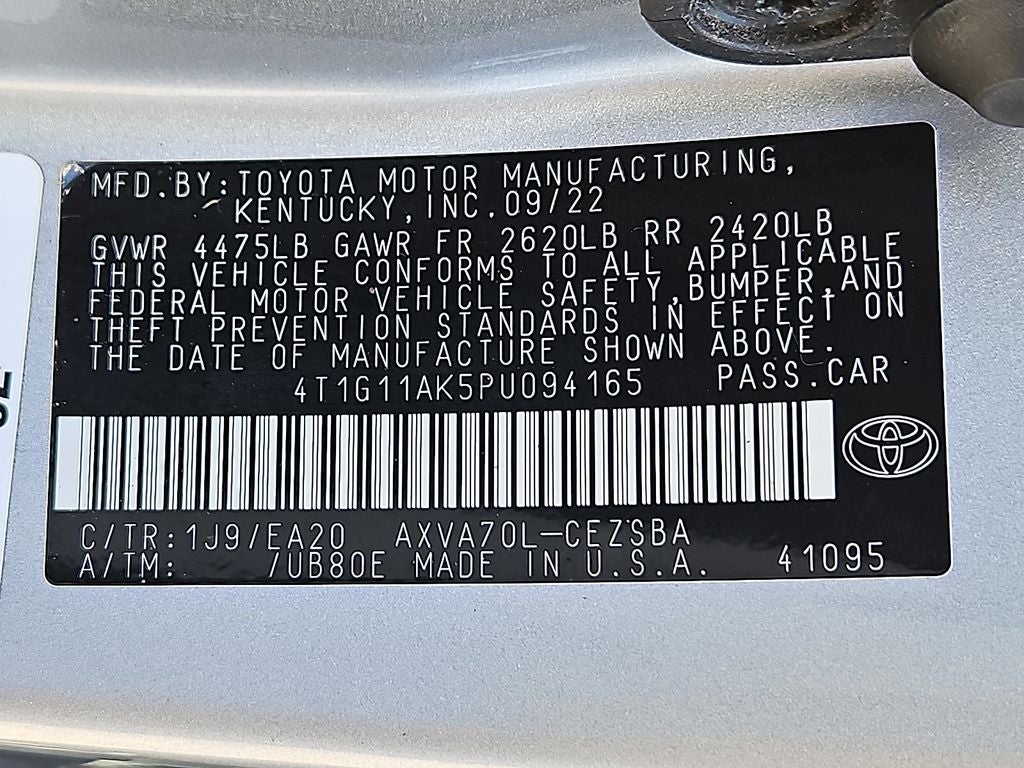 MFD.BY:TOYOTA MOTOR MANUFACTURING,
KENTUCKY,INC.09/22
GVWR 4475LB GAWR FR 2620LB RR 2420LB
THIS VEHICLE CONFORMS TO ALL APPLICABLE
FEDERAL MOTOR VEHICLE SAFETY,BUMPER,AND
THEFT PREVENTION STANDARDS IN EFFECT ON
THE DATE OF MANUFACTURE SHOWN ABOVE.
4T1G11AK5PU094165 PASS.CAR
C/TR:1J9/EA20 AXVA70L-CEZSBA
A/TM: /UB80E MADE IN U.S.A. 41095